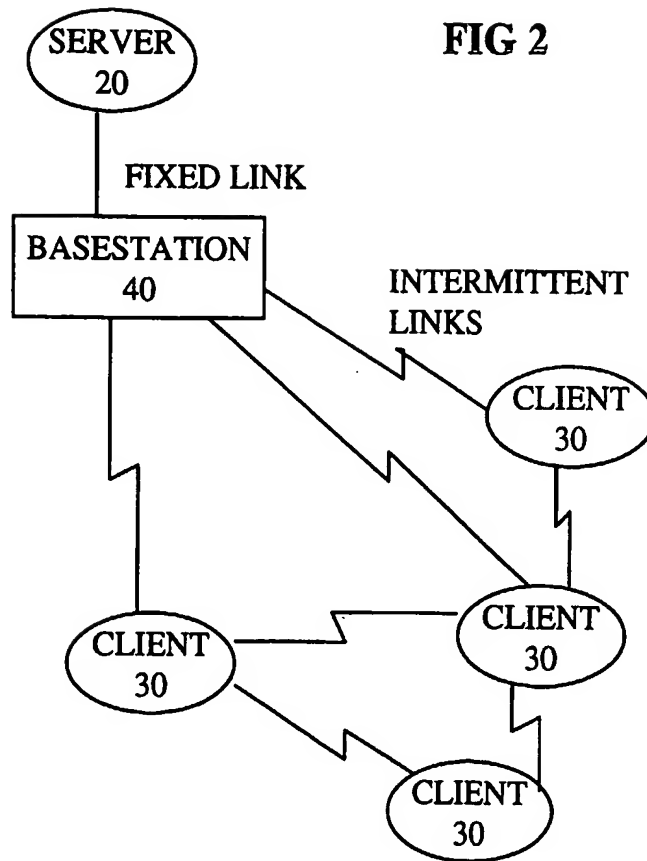 FIG 2
SERVER
20
FIXED LINK
BASESTATION
40
INTERMITTENT
LINKS
CLIENT
30
CLIENT
30
CLIENT
30
CLIENT
30